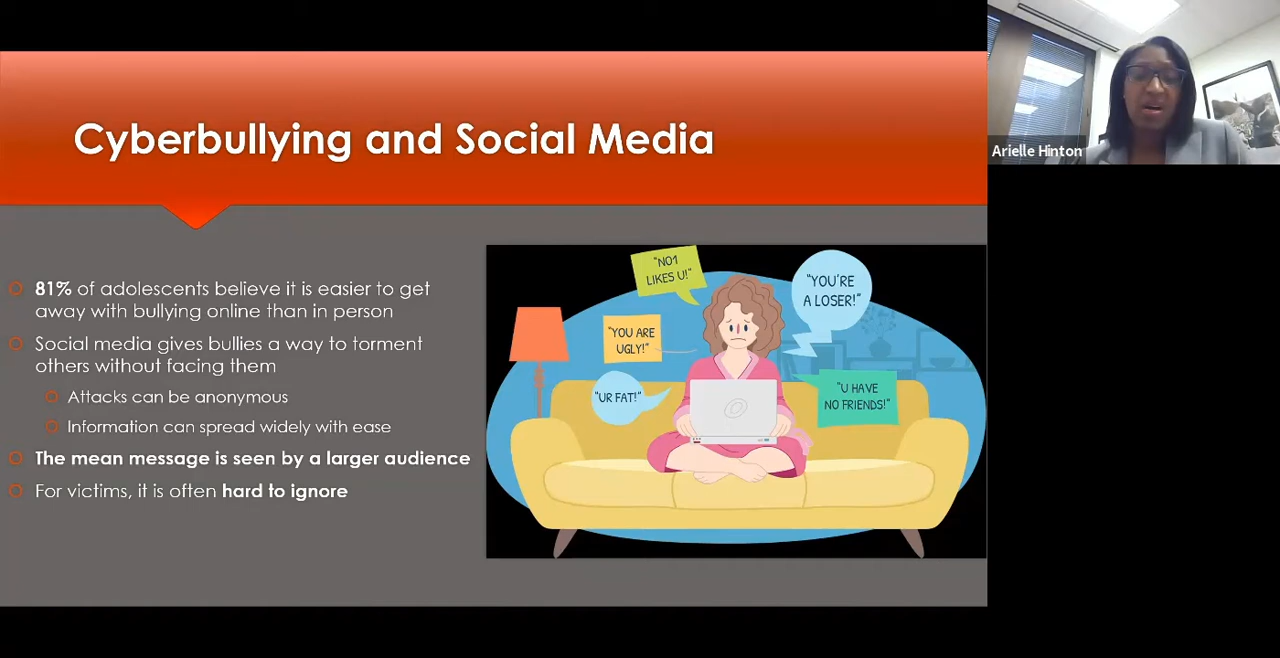 Cyberbullying and Social Media
Arielle Hinton
81% of adolescents believe it is easier to get
away with bullying online than in person
Social media gives bullies a way to torment
others without facing them
Attacks can be anonymous
Information can spread widely with ease
The mean message is seen by a larger audience
For victims, it is often hard to ignore
"NO1
LIKES U!"
"YOU'RE
A LOSER!"
"YOU ARE
UGLY!"
"UR FAT!"
"U HAVE
NO FRIENDS!"